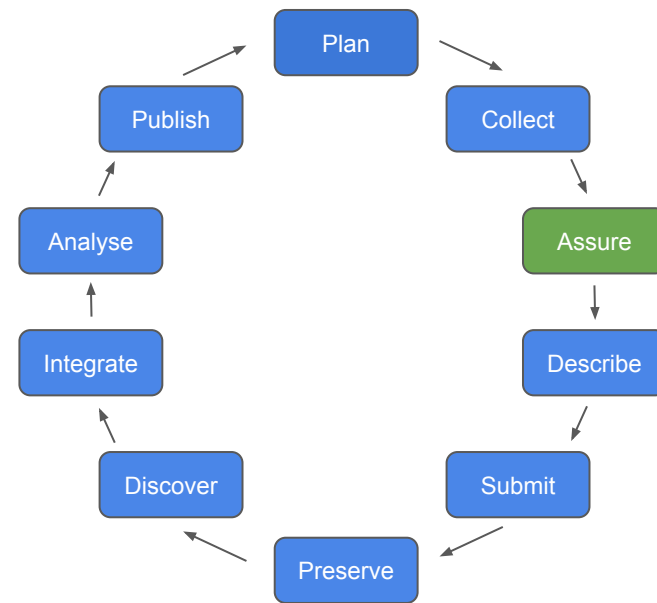 Plan
Collect
Assure
Describe
Submit
Preserve
Discover
Integrate
Analyse
Publish